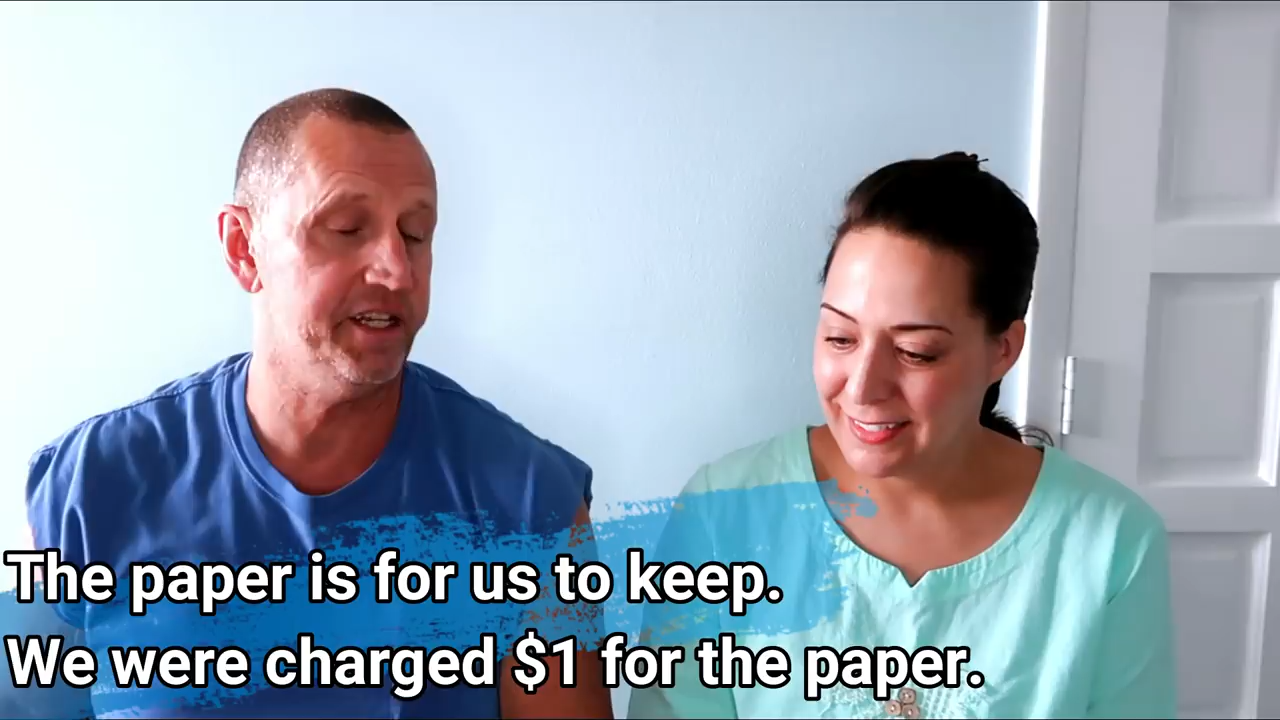 The paper is for us to keep.
We were charged $1 for the paper.